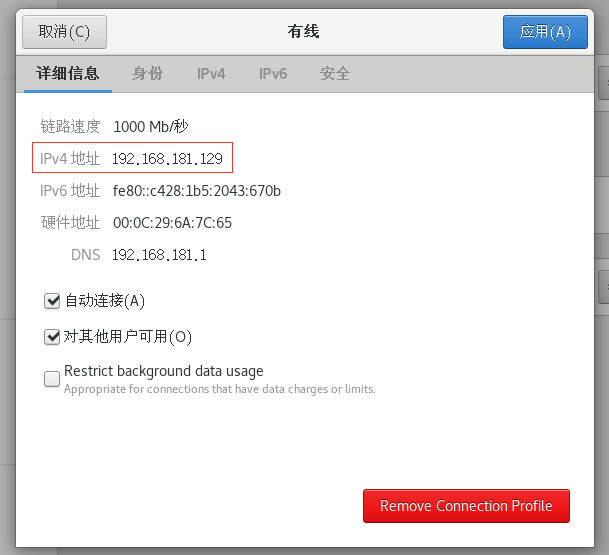 取消(C) 有线 应用(A)
详细信息 身份 IPv4 IPv6 安全
链路速度 1000 Mb/秒
IPv4 地址 192.168.181.129
IPv6 地址 fe80::c428:1b5:2043:670b
硬件地址 00:0C:29:6A:7C:65
DNS 192.168.181.1
自动连接(A)
对其他用户可用(O)
Restrict background data usage
Appropriate for connections that have data charges or limits.
Remove Connection Profile